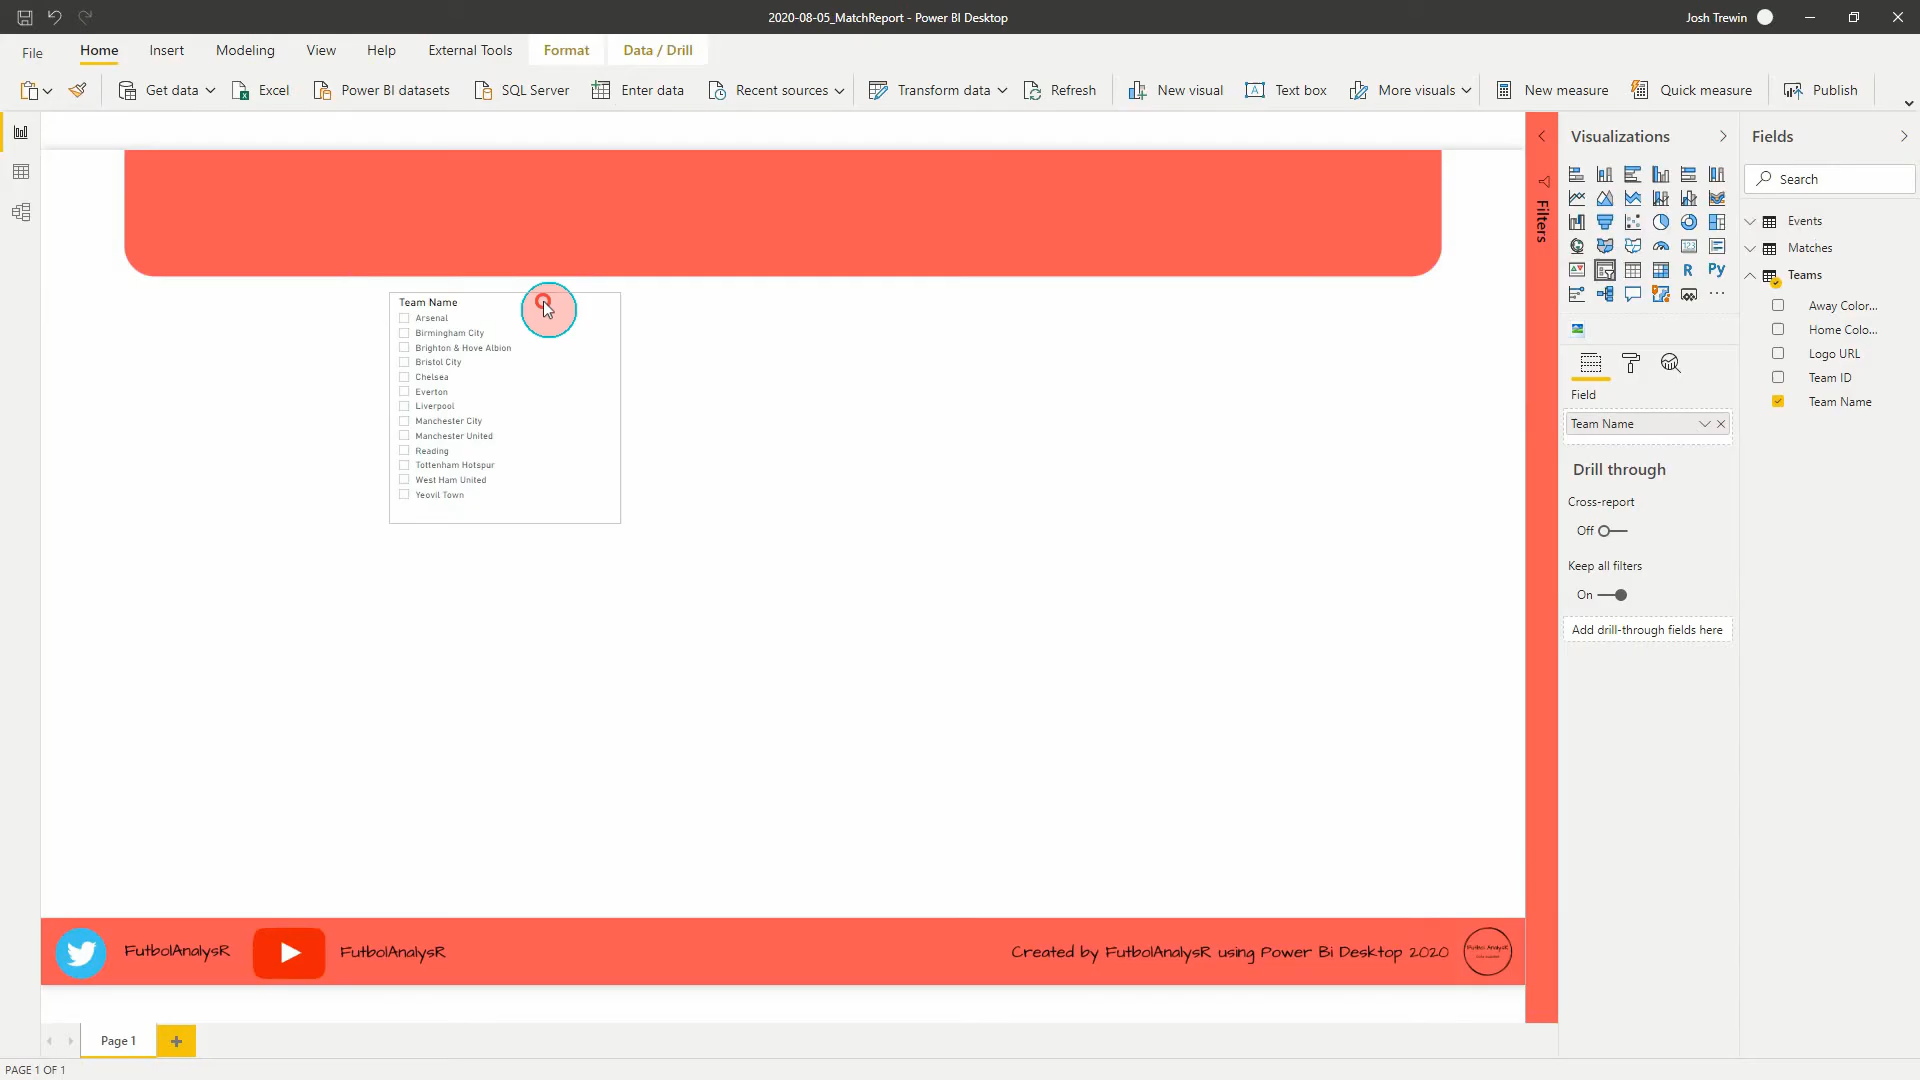 2020-08-05_MatchReport - Power BI Desktop
Josh Trewin
File Home Insert Modeling View Help External Tools Format Data / Drill
Get data Excel Power BI datasets SQL Server Enter data Recent sources Transform data Refresh New visual Text box More visuals New measure Quick measure Publish
Visualizations
Fields
Search
Filters
Events
Matches
Teams
Away Color...
Home Colo...
Logo URL
Team ID
Team Name
R Py
123
...
Field
Team Name
Drill through
Cross-report
Off
Keep all filters
On
Add drill-through fields here
Team Name
Arsenal
Birmingham City
Brighton & Hove Albion
Bristol City
Chelsea
Everton
Liverpool
Manchester City
Manchester United
Reading
Tottenham Hotspur
West Ham United
Yeovil Town
FutbolAnalysR FutbolAnalysR Created by FutbolAnalysR using Power Bi Desktop 2020
Page 1
PAGE 1 OF 1